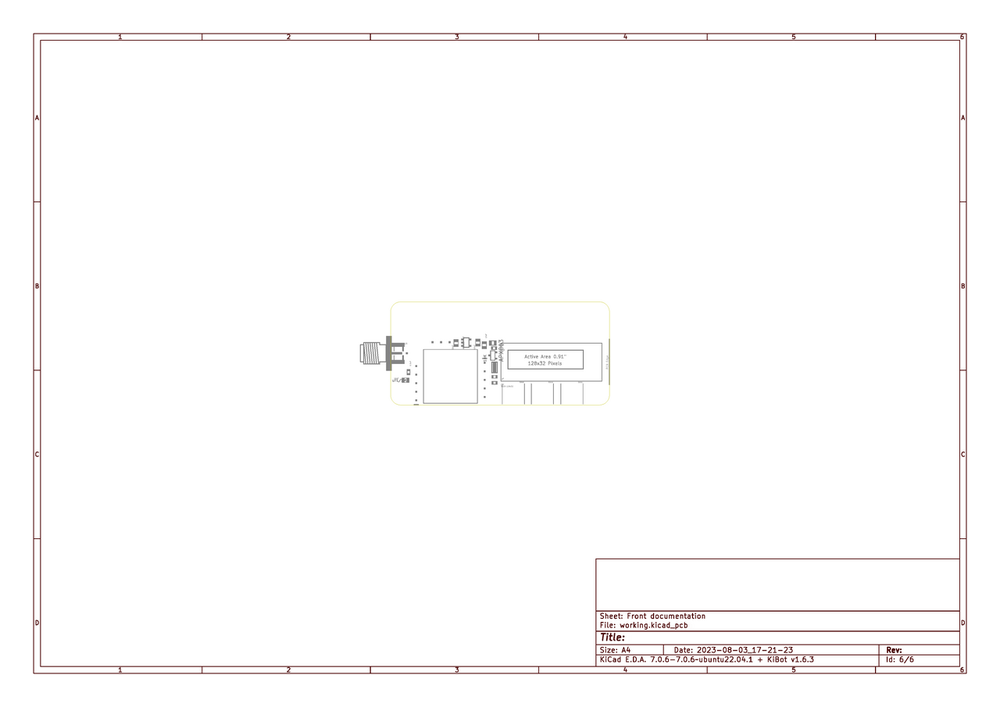 1 2 3 4 5 6
A A
B B
Active Area 0.91"
128x32 Pixels
C C
Sheet: Front documentation
File: working.kicad_pcb
D D
Title:
Size: A4 Date: 2023-08-03_17-21-23 Rev:
KiCad E.D.A. 7.0.6-7.0.6-ubuntu22.04.1 + KiBot v1.6.3 Id: 6/6
1 2 3 4 5 6